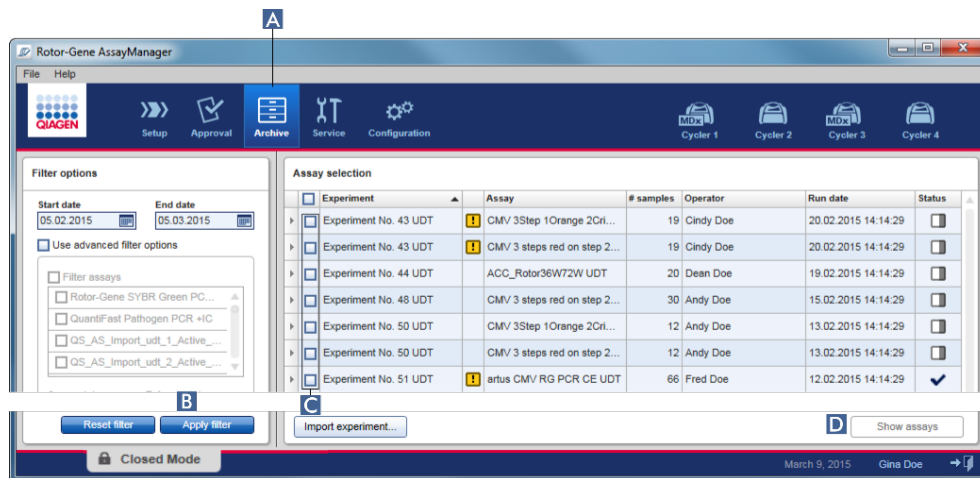 A
Rotor-Gene AssayManager
File Help
QIAGEN
Setup Approval Archive Service Configuration
MDx Cycler 1 Cycler 2 MDx Cycler 3 Cycler 4
Filter options
Start date End date
05.02.2015 05.03.2015
Use advanced filter options
Filter assays
Rotor-Gene SYBR Green PC...
QuantiFast Pathogen PCR +IC
QS_AS_Import_udt_1_Active_...
QS_AS_Import_udt_2_Active_...
B
Reset filter Apply filter
Assay selection
Experiment Assay # samples Operator Run date Status
Experiment No. 43 UDT ! CMV 3Step 1Orange 2Cri... 19 Cindy Doe 20.02.2015 14:14:29
Experiment No. 43 UDT ! CMV 3 steps red on step 2... 19 Cindy Doe 20.02.2015 14:14:29
Experiment No. 44 UDT ACC_Rotor36W72W UDT 20 Dean Doe 19.02.2015 14:14:29
Experiment No. 48 UDT CMV 3 steps red on step 2... 30 Andy Doe 15.02.2015 14:14:29
Experiment No. 50 UDT CMV 3Step 1Orange 2Cri... 12 Andy Doe 13.02.2015 14:14:29
Experiment No. 50 UDT CMV 3 steps red on step 2... 12 Andy Doe 13.02.2015 14:14:29
Experiment No. 51 UDT ! artus CMV RG PCR CE UDT 66 Fred Doe 12.02.2015 14:14:29
C
Import experiment... D Show assays
Closed Mode March 9, 2015 Gina Doe